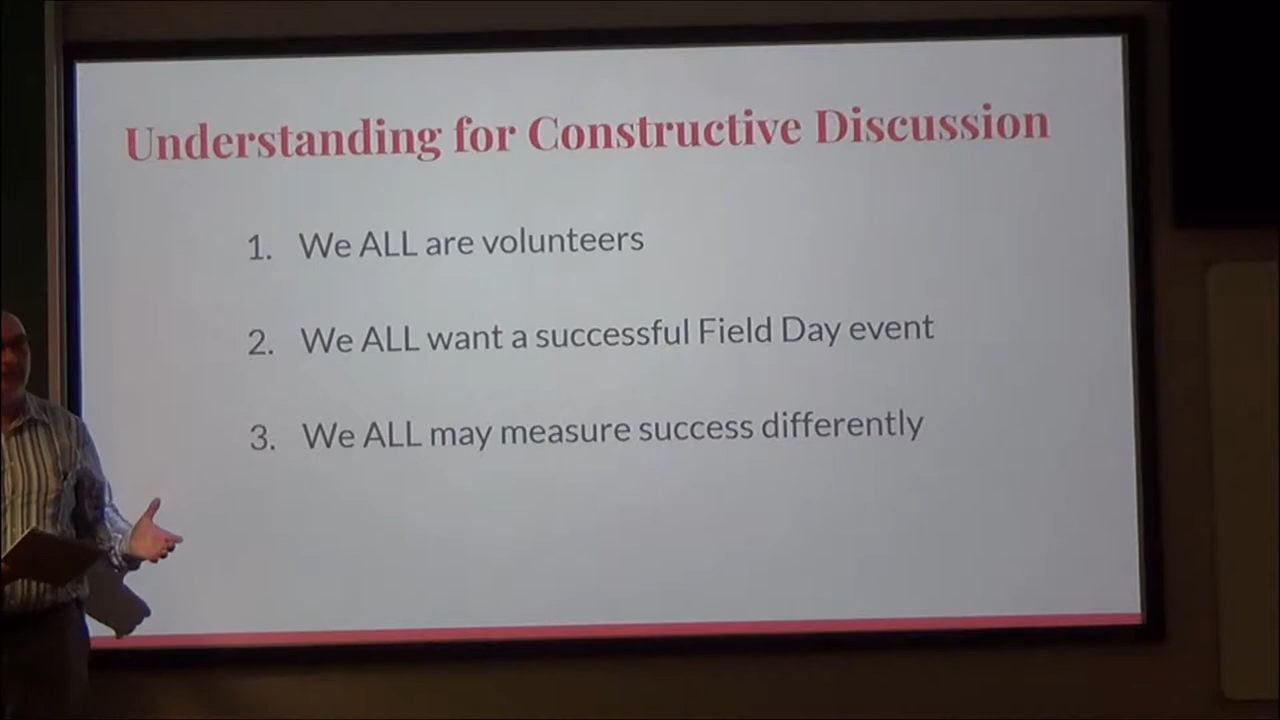 Understanding for Constructive Discussion
1. We ALL are volunteers
2. We ALL want a successful Field Day event
3. We ALL may measure success differently